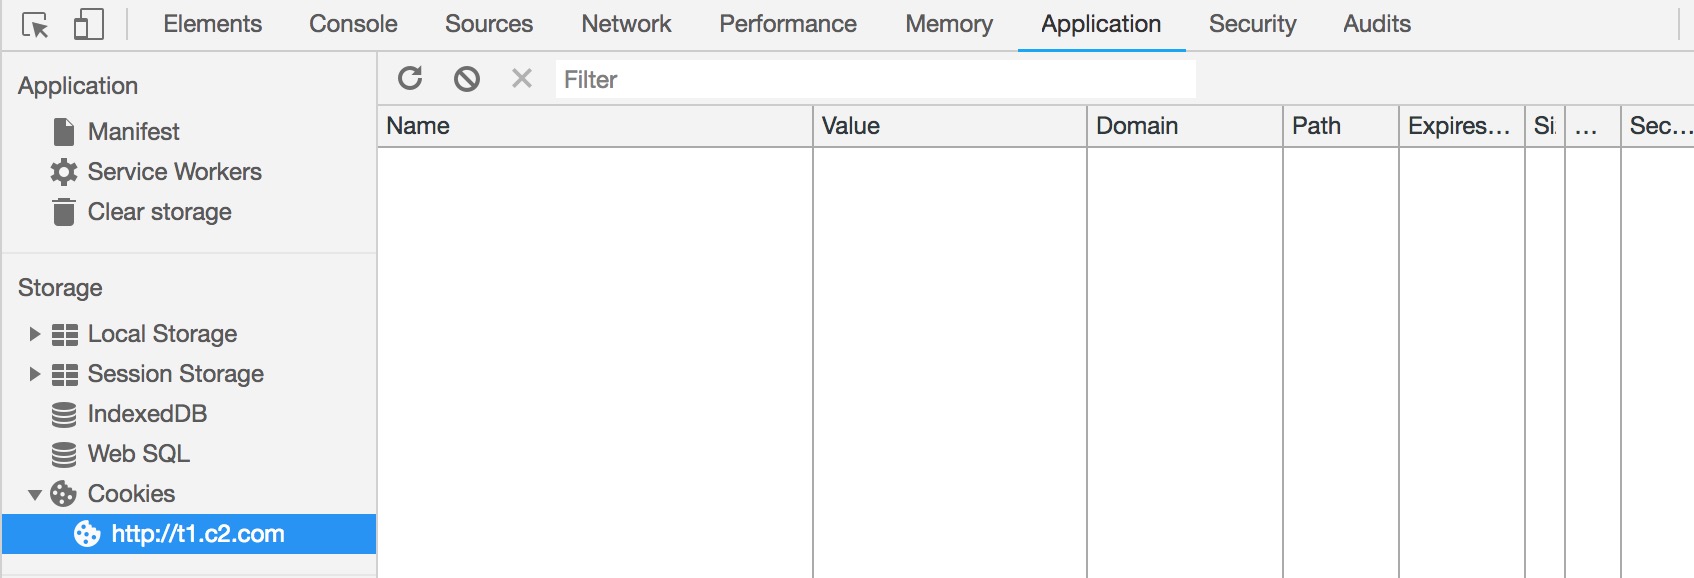 Elements Console Sources Network Performance Memory Application Security Audits
Application
Manifest
Service Workers
Clear storage
Storage
Local Storage
Session Storage
IndexedDB
Web SQL
Cookies
http://t1.c2.com
Filter
Name Value Domain Path Expires... Si. ... Sec...